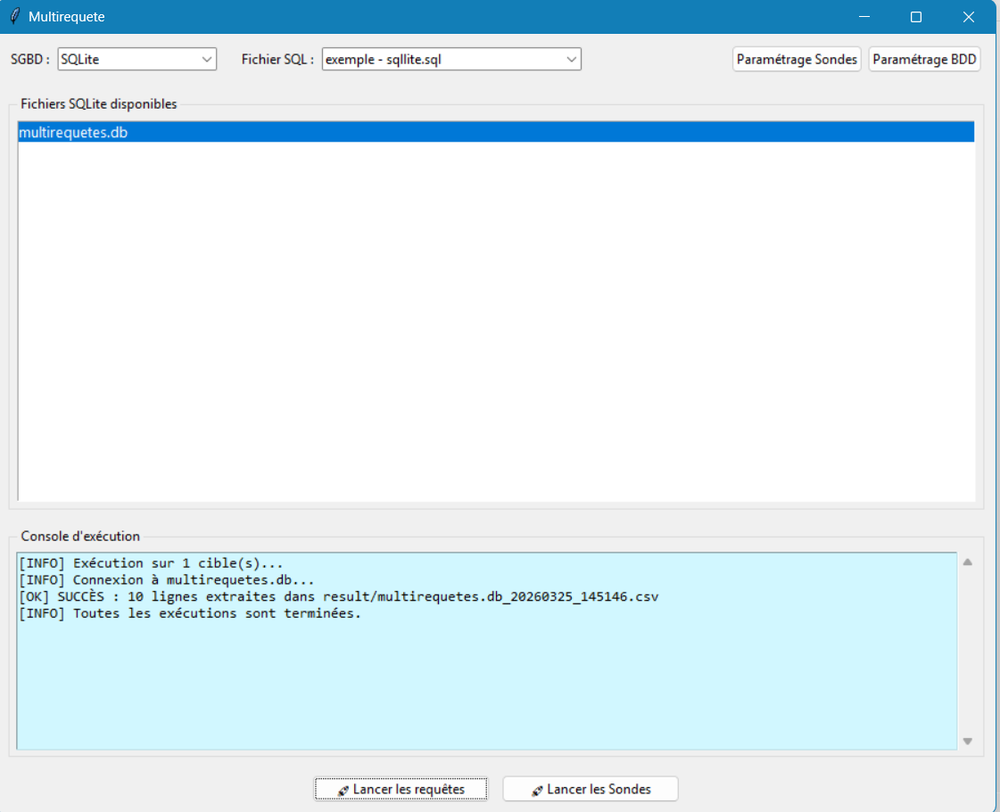 Multirequete
SGBD : SQLite Fichier SQL : exemple - sqllite.sql Paramétrage Sondes Paramétrage BDD
Fichiers SQLite disponibles
multirequetes.db
Console d'exécution
[INFO] Exécution sur 1 cible(s)...
[INFO] Connexion à multirequetes.db...
[OK] SUCCÈS : 10 lignes extraites dans result/multirequetes.db_20260325_145146.csv
[INFO] Toutes les exécutions sont terminées.
Lancer les requêtes Lancer les Sondes